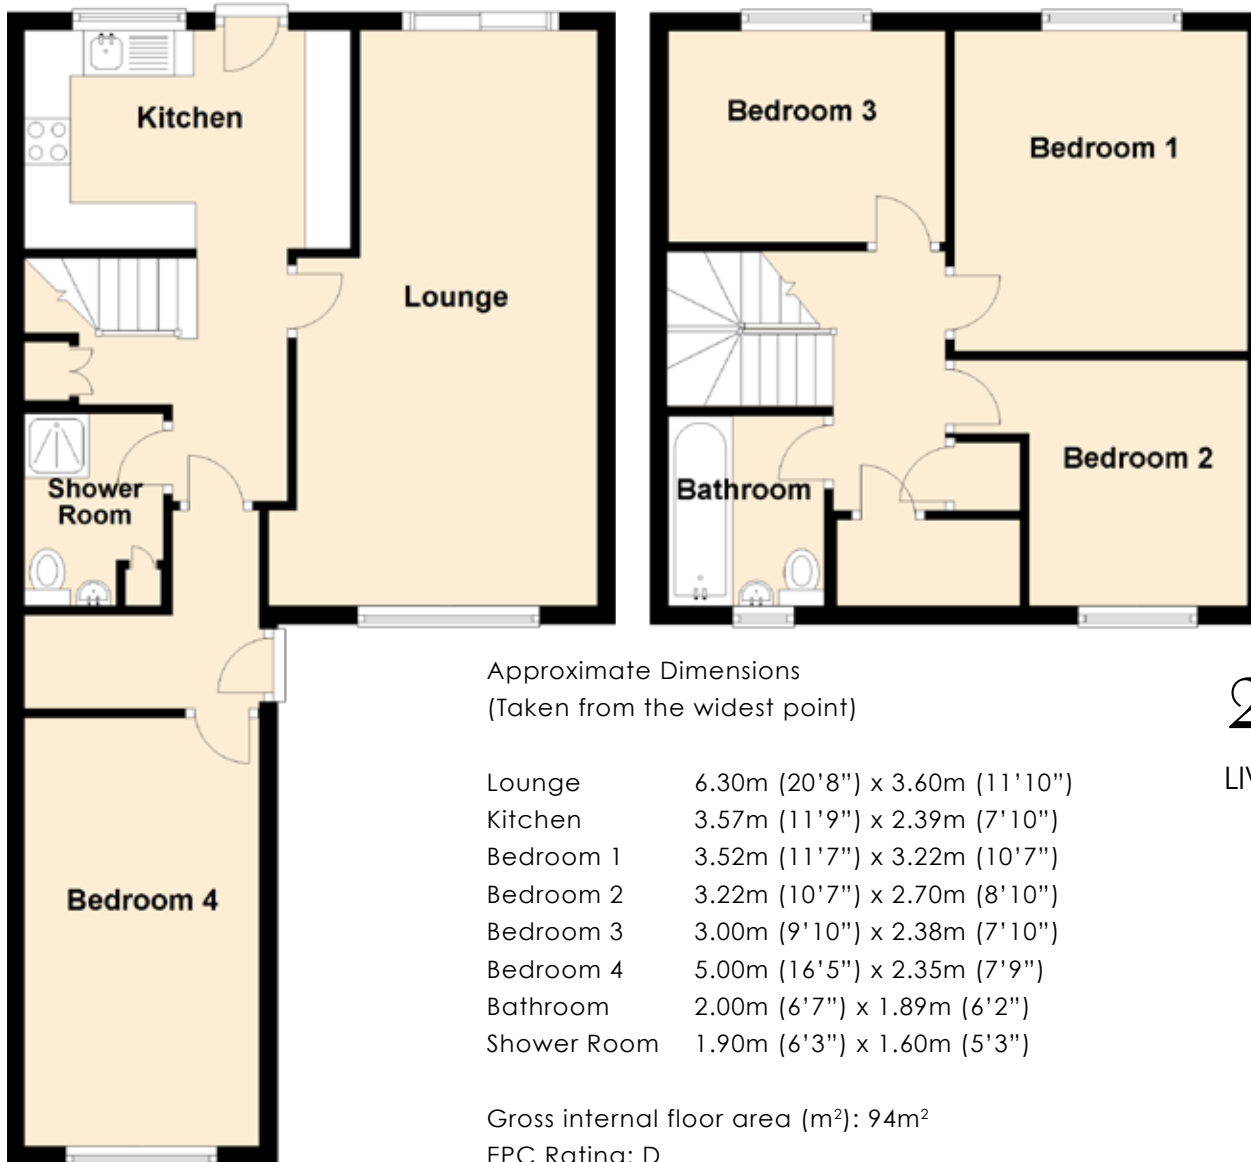 Kitchen
Lounge
Shower
Room
Bedroom 4
Bedroom 3
Bedroom 1
Bedroom 2
Bathroom
Approximate Dimensions
(Taken from the widest point)
Lounge 6.30m (20’8”) x 3.60m (11’10”)
Kitchen 3.57m (11’9”) x 2.39m (7’10”)
Bedroom 1 3.52m (11’7”) x 3.22m (10’7”)
Bedroom 2 3.22m (10’7”) x 2.70m (8’10”)
Bedroom 3 3.00m (9’10”) x 2.38m (7’10”)
Bedroom 4 5.00m (16’5”) x 2.35m (7’9”)
Bathroom 2.00m (6’7”) x 1.89m (6’2”)
Shower Room 1.90m (6’3”) x 1.60m (5’3”)
Gross internal floor area (m²): 94m²
EPC Rating: D